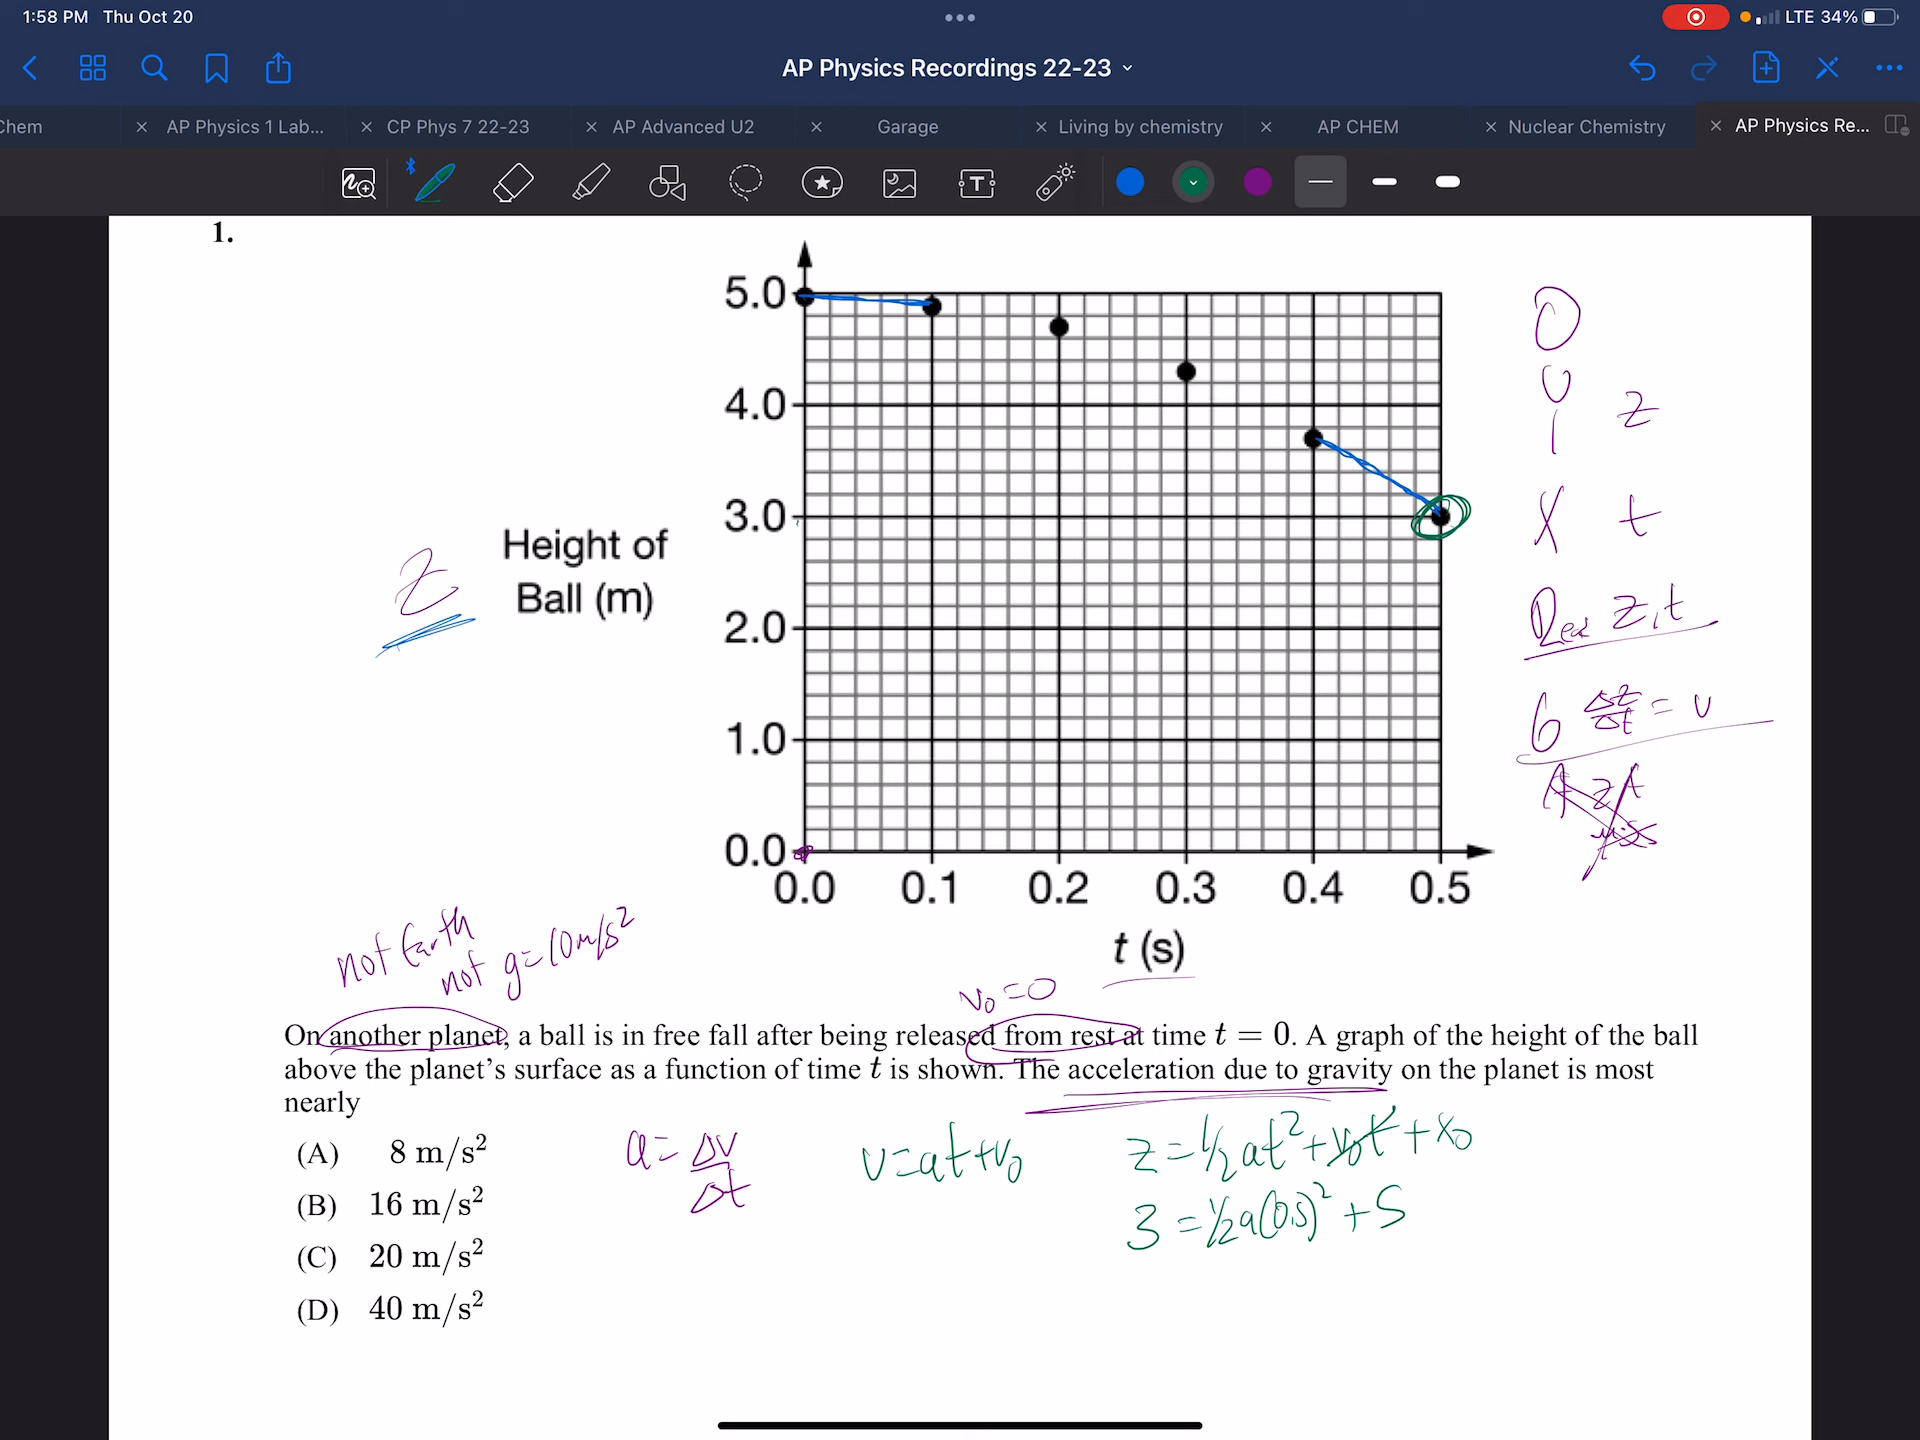 1:58 PM Thu Oct 20
LTE 34%
AP Physics Recordings 22-23
Chem
AP Physics 1 Lab...
CP Phys 7 22-23
AP Advanced U2
Garage
Living by chemistry
AP CHEM
Nuclear Chemistry
AP Physics Re...
1.
5.0
4.0
3.0
2.0
1.0
0.0
Height of
Ball (m)
z
0.0 0.1 0.2 0.3 0.4 0.5
t (s)
O
U
I
z
X t
Read z, t
G Δz/Δt = v
A
not Earth
not g=10m/s²
v₀=0
On another planet, a ball is in free fall after being released from rest at time t = 0. A graph of the height of the ball
above the planet's surface as a function of time t is shown. The acceleration due to gravity on the planet is most
nearly
(A) 8 m/s²
(B) 16 m/s²
(C) 20 m/s²
(D) 40 m/s²
a = Δv/Δt
v=at+v₀
z=½at²+v₀t+x₀
3=½a(0.5)²+5